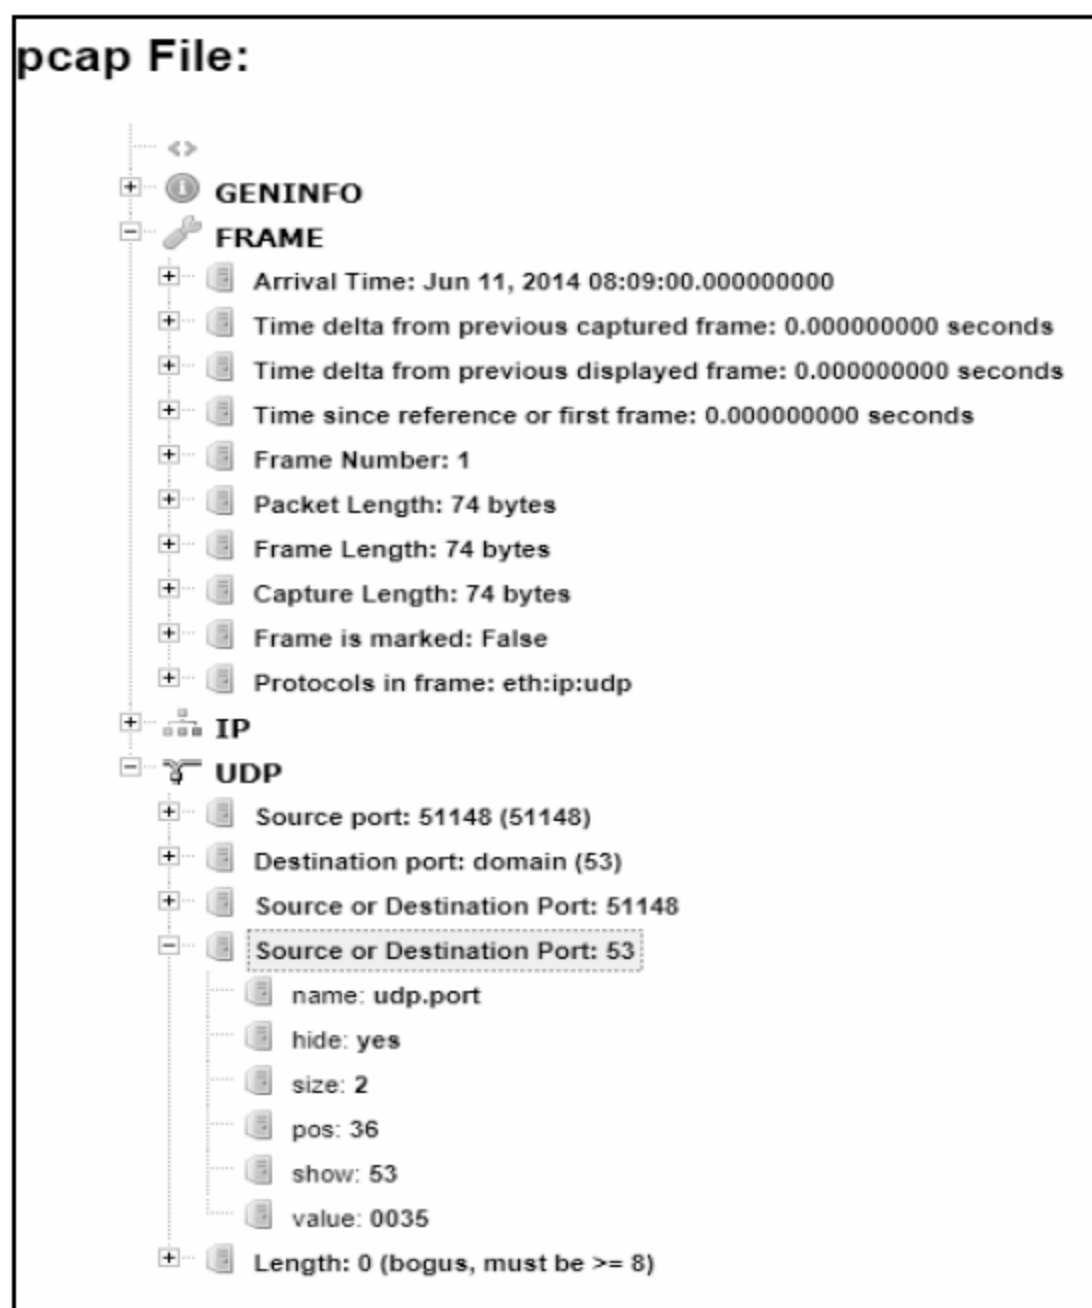 pcap File:
<>
GENINFO
FRAME
Arrival Time: Jun 11, 2014 08:09:00.000000000
Time delta from previous captured frame: 0.000000000 seconds
Time delta from previous displayed frame: 0.000000000 seconds
Time since reference or first frame: 0.000000000 seconds
Frame Number: 1
Packet Length: 74 bytes
Frame Length: 74 bytes
Capture Length: 74 bytes
Frame is marked: False
Protocols in frame: eth:ip:udp
IP
UDP
Source port: 51148 (51148)
Destination port: domain (53)
Source or Destination Port: 51148
Source or Destination Port: 53
name: udp.port
hide: yes
size: 2
pos: 36
show: 53
value: 0035
Length: 0 (bogus, must be >= 8)